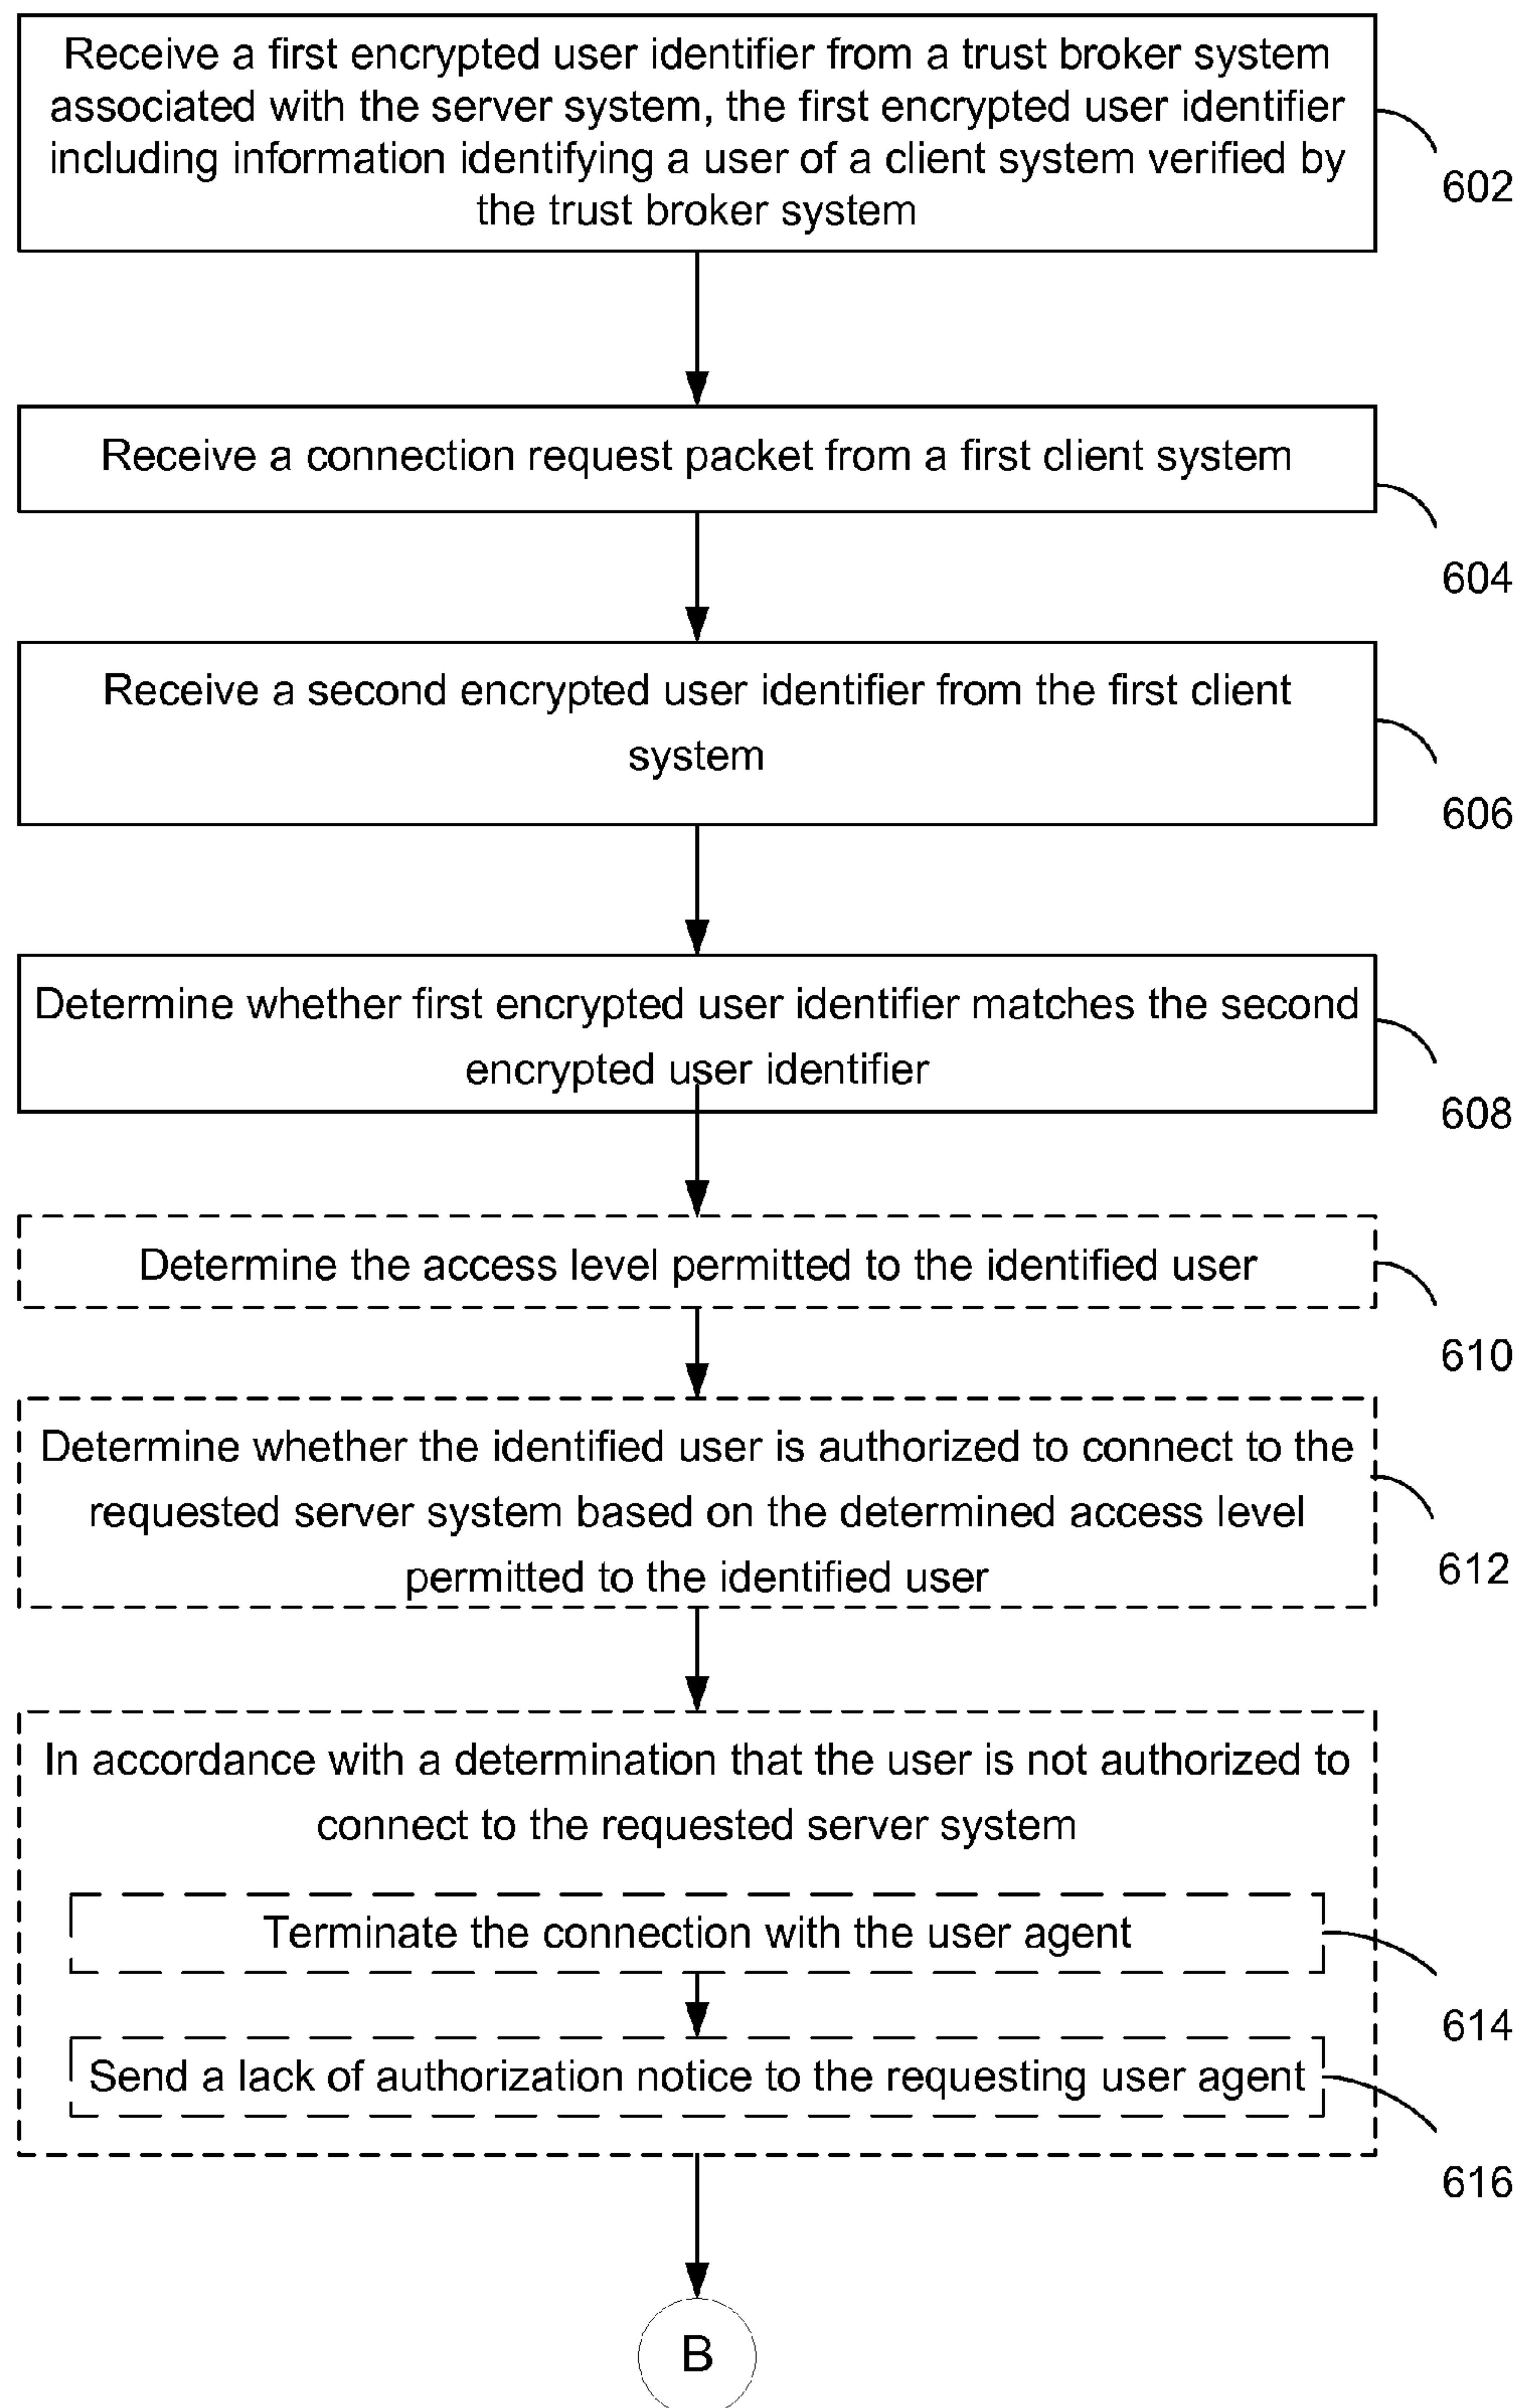 Receive a first encrypted user identifier from a trust broker system
associated with the server system, the first encrypted user identifier
including information identifying a user of a client system verified by
the trust broker system
602
Receive a connection request packet from a first client system
604
Receive a second encrypted user identifier from the first client
system
606
Determine whether first encrypted user identifier matches the second
encrypted user identifier
608
Determine the access level permitted to the identified user
610
Determine whether the identified user is authorized to connect to the
requested server system based on the determined access level
permitted to the identified user
612
In accordance with a determination that the user is not authorized to
connect to the requested server system
Terminate the connection with the user agent
614
Send a lack of authorization notice to the requesting user agent
616
B